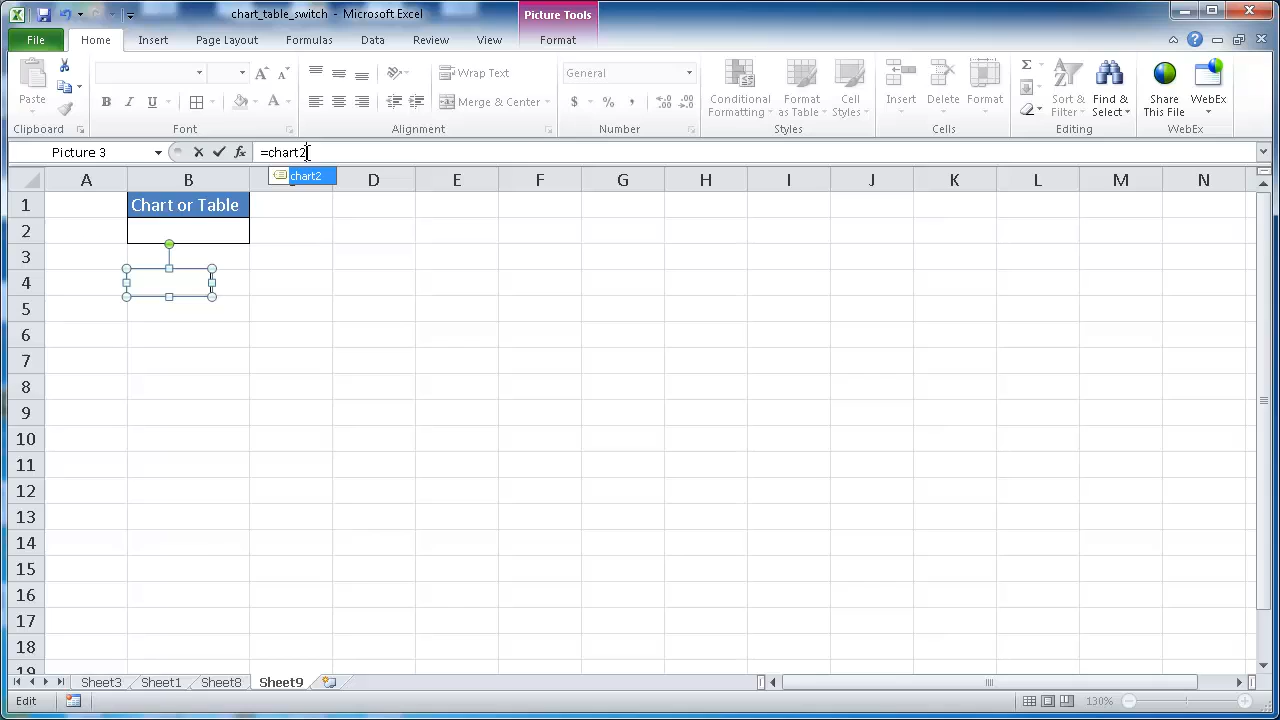 chart_table_switch - Microsoft Excel
Picture Tools
File Home Insert Page Layout Formulas Data Review View Format
Paste
Wrap Text
General
B I U
Merge & Center
$ % ,
Conditional Formatting
Format as Table
Cell Styles
Insert
Delete
Format
Σ
Sort & Filter
Find & Select
Share This File
WebEx
Clipboard Font Alignment Number Styles Cells Editing WebEx
Picture 3 fx =chart2
chart2
A B D E F G H I J K L M N
1 Chart or Table
2
3
4
5
6
7
8
9
10
11
12
13
14
15
16
17
18
19
Sheet3 Sheet1 Sheet8 Sheet9
Edit 130%